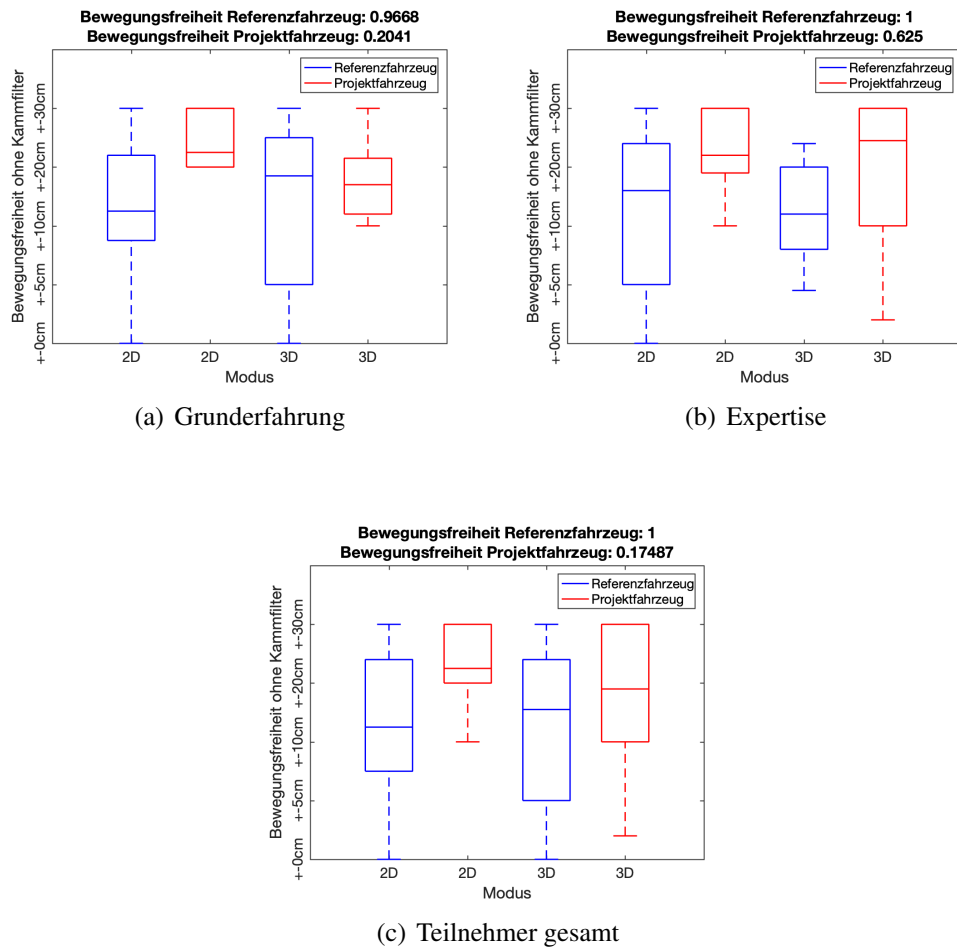 Bewegungsfreiheit Referenzfahrzeug: 0.9668
Bewegungsfreiheit Projektfahrzeug: 0.2041
Referenzfahrzeug
Projektfahrzeug
Bewegungsfreiheit ohne Kammfilter
+-30cm
+-20cm
+-10cm
+-5cm
+-0cm
2D 2D 3D 3D
Modus
(a) Grunderfahrung
Bewegungsfreiheit Referenzfahrzeug: 1
Bewegungsfreiheit Projektfahrzeug: 0.625
Referenzfahrzeug
Projektfahrzeug
Bewegungsfreiheit ohne Kammfilter
+-30cm
+-20cm
+-10cm
+-5cm
+-0cm
2D 2D 3D 3D
Modus
(b) Expertise
Bewegungsfreiheit Referenzfahrzeug: 1
Bewegungsfreiheit Projektfahrzeug: 0.17487
Referenzfahrzeug
Projektfahrzeug
Bewegungsfreiheit ohne Kammfilter
+-30cm
+-20cm
+-10cm
+-5cm
+-0cm
2D 2D 3D 3D
Modus
(c) Teilnehmer gesamt